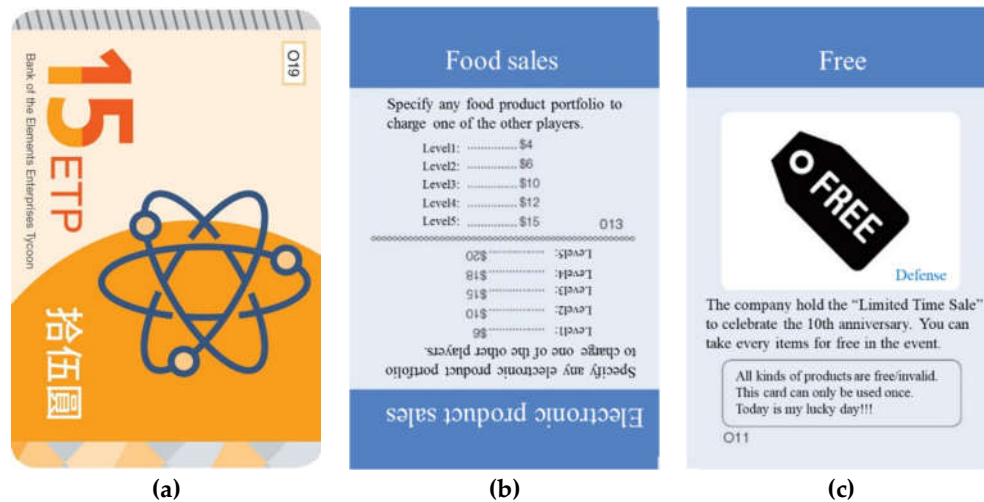 15 ETP
Bank of the Elements Enterprises Tycoon
O19
拾伍圓
(a)
Food sales
Specify any food product portfolio to
charge one of the other players.
Level1: ............... $4
Level2: ............... $6
Level3: ............... $10
Level4: ............... $12
Level5: ............... $15
O13
Electronic product sales
Specify any electronic product portfolio
to charge one of the other players.
Level1: ............... $6
Level2: ............... $10
Level3: ............... $15
Level4: ............... $18
Level5: ............... $20
(b)
Free
FREE
Defense
The company hold the “Limited Time Sale”
to celebrate the 10th anniversary. You can
take every items for free in the event.
All kinds of products are free/invalid.
This card can only be used once.
Today is my lucky day!!!
O11
(c)